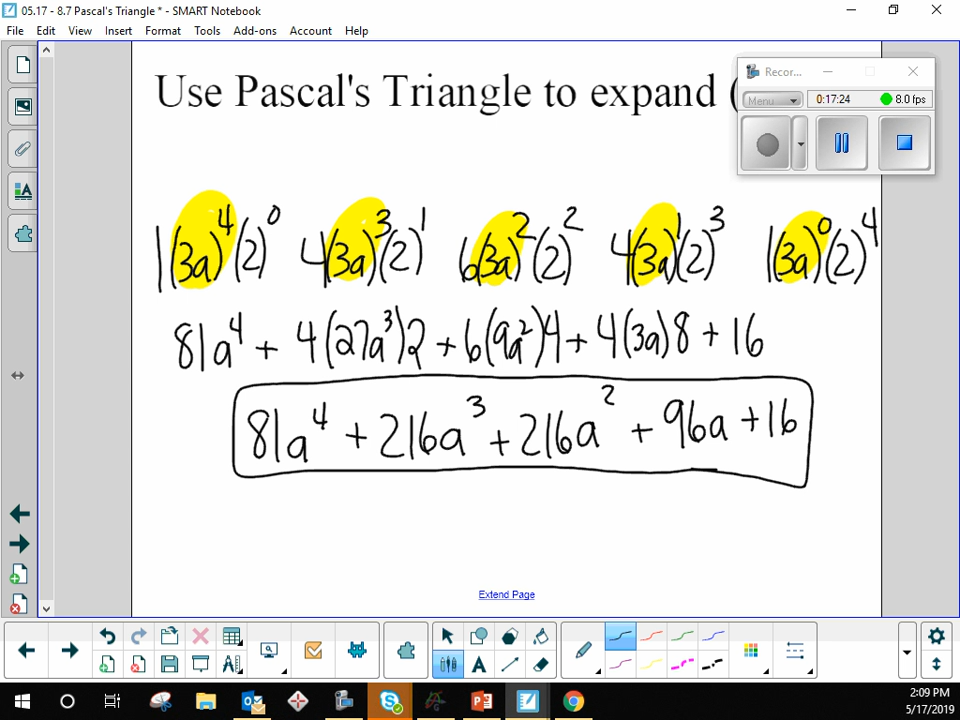 05.17 - 8.7 Pascal's Triangle * - SMART Notebook
File Edit View Insert Format Tools Add-ons Account Help
Use Pascal's Triangle to expand (
Recor...
Menu 0:17:24 8.0 fps
1(3a)⁴(2)⁰ 4(3a)³(2)¹ 6(3a)²(2)² 4(3a)¹(2)³ 1(3a)⁰(2)⁴
81a⁴ + 4(27a³)2 + 6(9a²)4 + 4(3a)8 + 16
81a⁴ + 216a³ + 216a² + 96a + 16
Extend Page
2:09 PM
5/17/2019